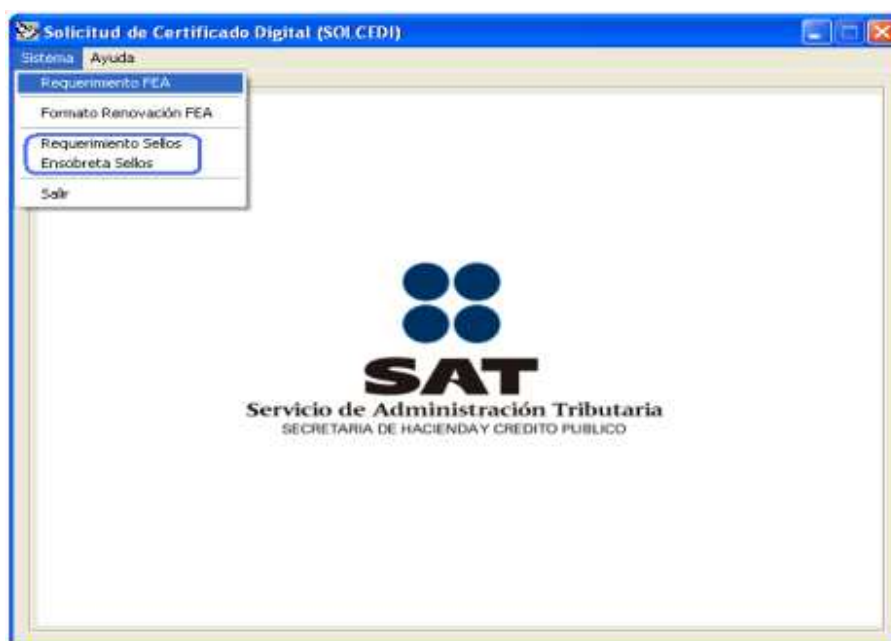 Solicitud de Certificado Digital (SOLCEDI)
Sistema Ayuda
Requerimiento FEA
Formato Renovación FEA
Requerimiento Sellos
Ensobreta Sellos
Salir
SAT
Servicio de Administración Tributaria
SECRETARIA DE HACIENDA Y CREDITO PUBLICO